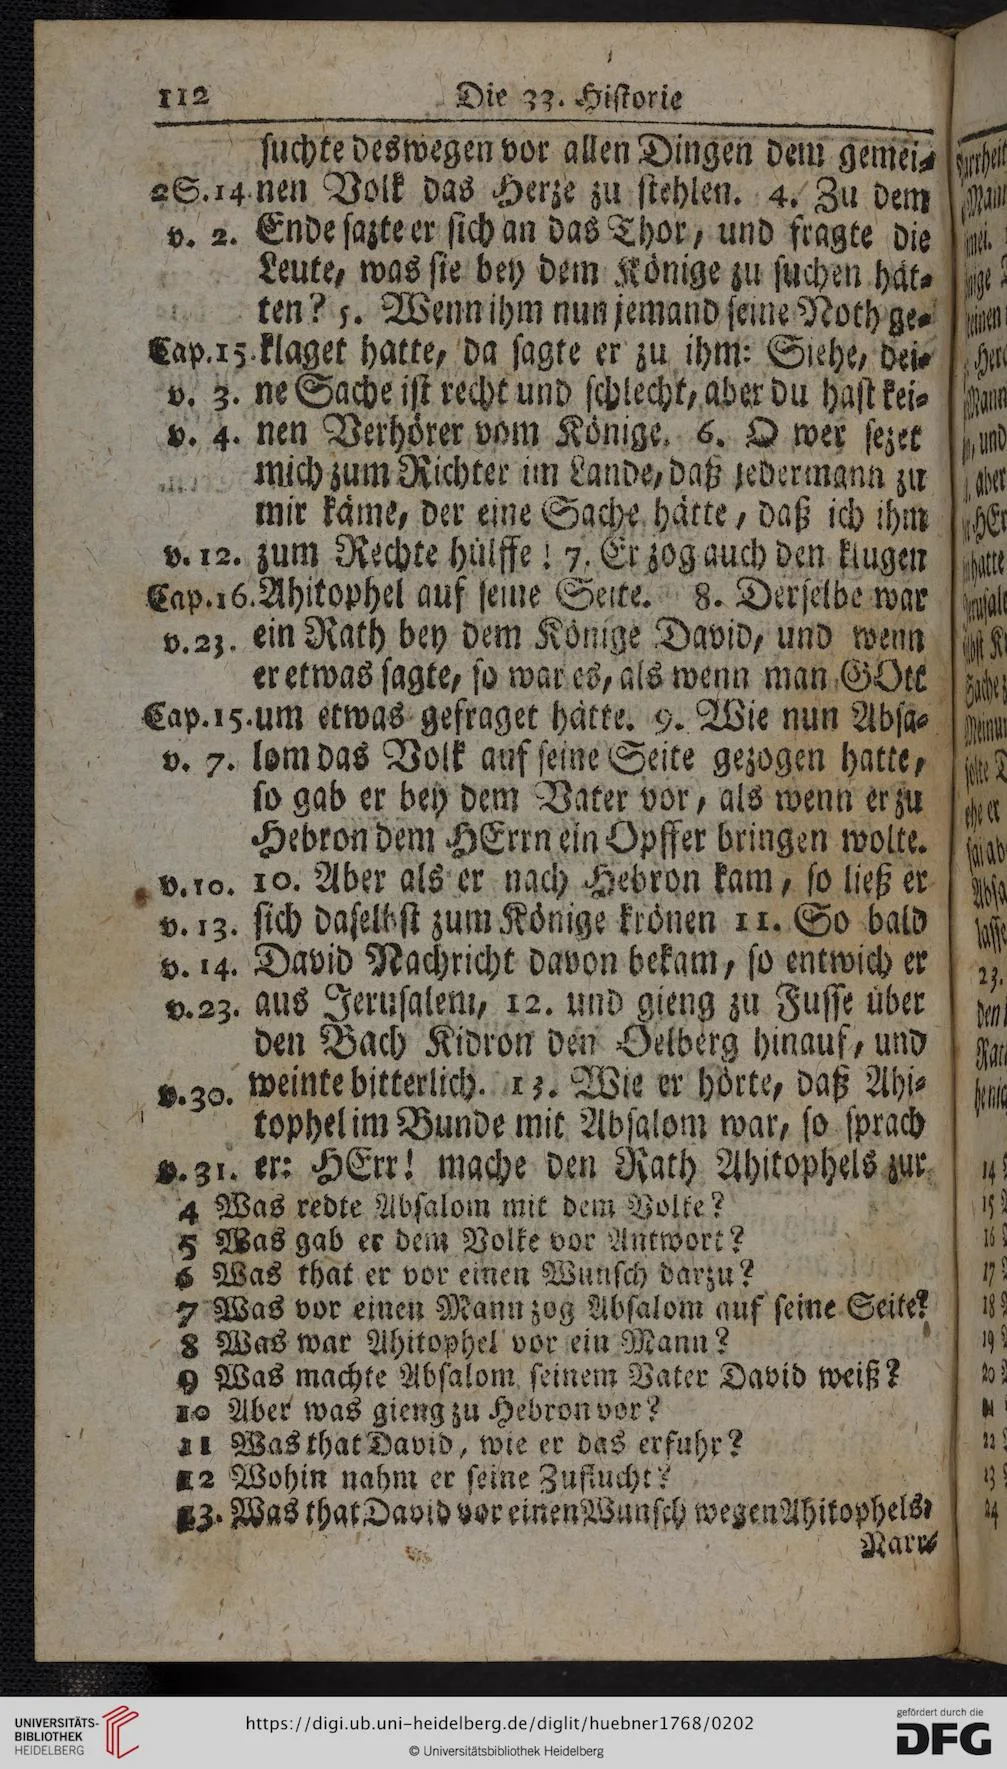 112 Die 33. Historie
suchte deswegen vor allen Dingen dem gemei-
2S.14. nen Volk das Herze zu stehlen. 4. Zu dem
v. 2. Ende sazte er sich an das Thor, und fragte die
Leute, was sie bey dem Könige zu suchen hät-
ten? 5. Wenn ihm nun jemand seine Noth ge-
Cap.15. klaget hatte, da sagte er zu ihm: Siehe, dei-
v. 3. ne Sache ist recht und schlecht, aber du hast kei-
v. 4. nen Verhörer vom Könige. 6. O wer sezet
mich zum Richter im Lande, daß jedermann zu
mir käme, der eine Sache hätte, daß ich ihm
v. 12. zum Rechte hülffe! 7. Er zog auch den klugen
Cap.16. Ahitophel auf seine Seite. 8. Derselbe war
v.23. ein Rath bey dem Könige David, und wenn
er etwas sagte, so war es, als wenn man GOtt
Cap.15. um etwas gefraget hätte. 9. Wie nun Absa-
v. 7. lom das Volk auf seine Seite gezogen hatte,
so gab er bey dem Vater vor, als wenn er zu
Hebron dem HErrn ein Opffer bringen wolte.
v.10. 10. Aber als er nach Hebron kam, so ließ er
v. 13. sich daselbst zum Könige krönen 11. So bald
v. 14. David Nachricht davon bekam, so entwich er
v.23. aus Jerusalem, 12. und gieng zu Fusse über
den Bach Kidron den Oelberg hinauf, und
v.30. weinte bitterlich. 13. Wie er hörte, daß Ahi-
tophel im Bunde mit Absalom war, so sprach
v.31. er: HErr! mache den Rath Ahitophels zur
4 Was redte Absalom mit dem Volke?
5 Was gab er dem Volke vor Antwort?
6 Was that er vor einen Wunsch darzu?
7 Was vor einen Mann zog Absalom auf seine Seite?
8 Was war Ahitophel vor ein Mann?
9 Was machte Absalom seinem Vater David weiß?
10 Aber was gieng zu Hebron vor?
11 Was that David, wie er das erfuhr?
12 Wohin nahm er seine Zuflucht?
13. Was that David vor einen Wunsch wegen Ahitophels?
Narr-
UNIVERSITÄTS-
BIBLIOTHEK
HEIDELBERG
https://digi.ub.uni-heidelberg.de/diglit/huebner1768/0202
© Universitätsbibliothek Heidelberg
gefördert durch die
DFG